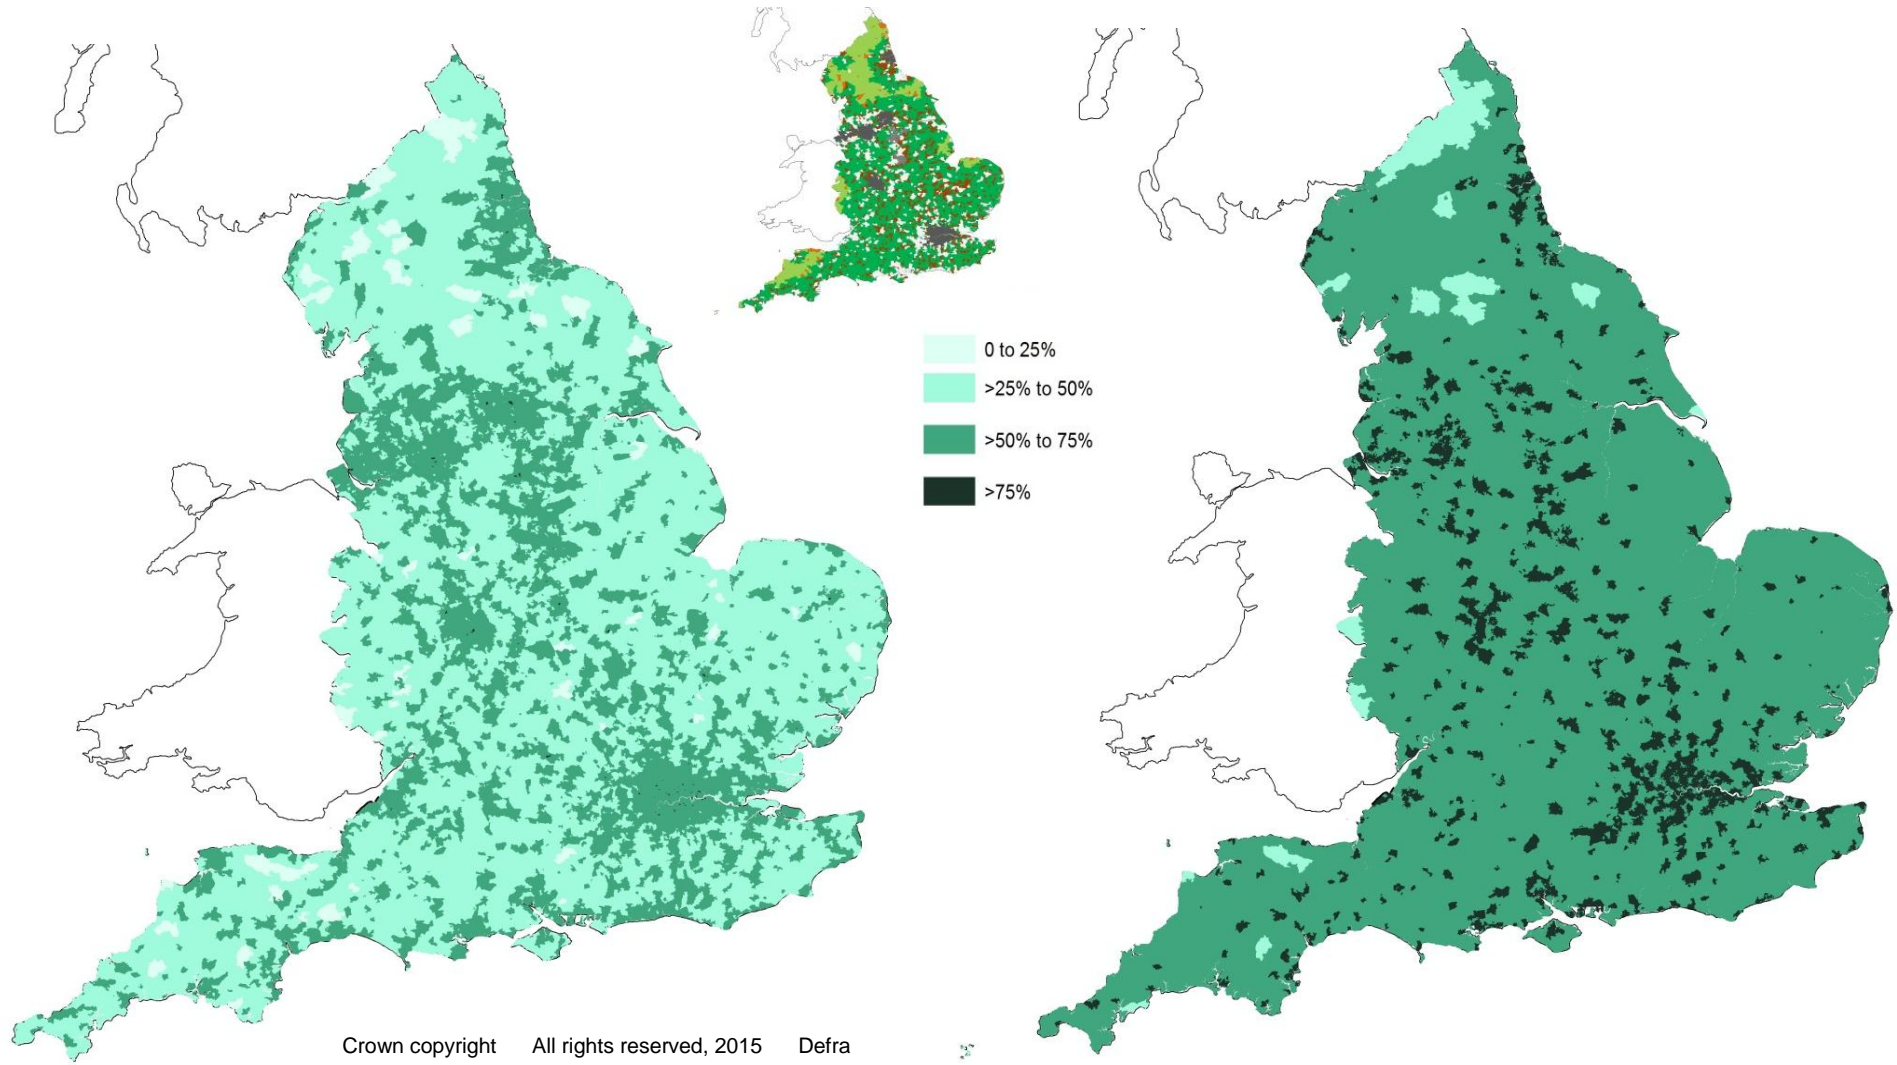 0 to 25%
>25% to 50%
>50% to 75%
>75%
Crown copyright All rights reserved, 2015 Defra